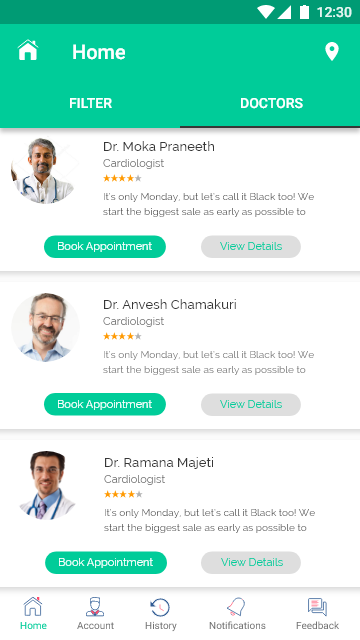 12:30
Home
FILTER
DOCTORS
Dr. Moka Praneeth
Cardiologist
It's only Monday, but let's call it Black too! We
start the biggest sale as early as possible to
Book Appointment
View Details
Dr. Anvesh Chamakuri
Cardiologist
It's only Monday, but let's call it Black too! We
start the biggest sale as early as possible to
Book Appointment
View Details
Dr. Ramana Majeti
Cardiologist
It's only Monday, but let's call it Black too! We
start the biggest sale as early as possible to
Book Appointment
View Details
Home
Account
History
Notifications
Feedback